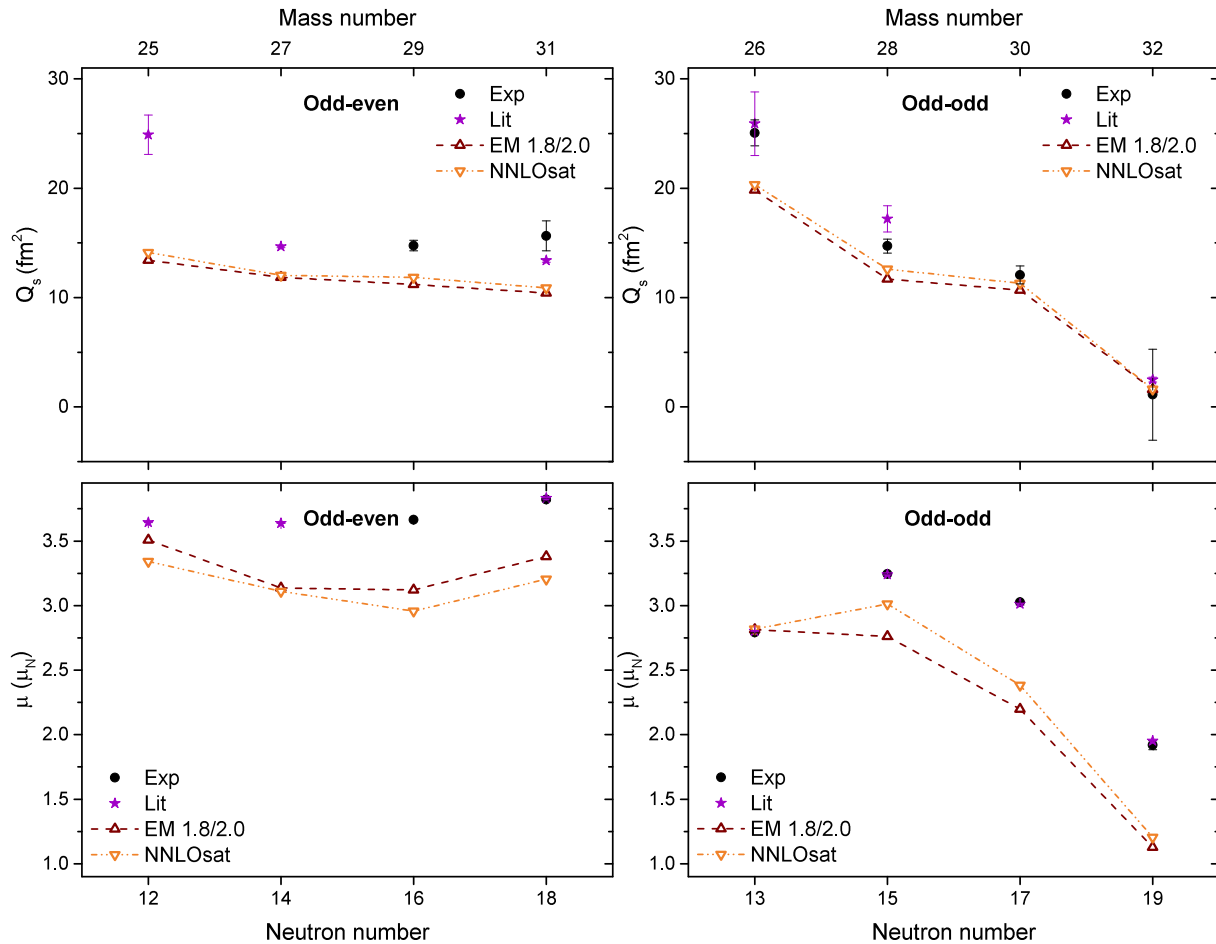 Mass number
25 27 29 31
30
20
10
0
Q_s (fm²)
Odd-even
Exp
Lit
EM 1.8/2.0
NNLOsat
Mass number
26 28 30 32
30
20
10
0
Q_s (fm²)
Odd-odd
Exp
Lit
EM 1.8/2.0
NNLOsat
3.5
3.0
2.5
2.0
1.5
1.0
μ (μ_N)
Odd-even
Exp
Lit
EM 1.8/2.0
NNLOsat
12 14 16 18
Neutron number
3.5
3.0
2.5
2.0
1.5
1.0
μ (μ_N)
Odd-odd
Exp
Lit
EM 1.8/2.0
NNLOsat
13 15 17 19
Neutron number